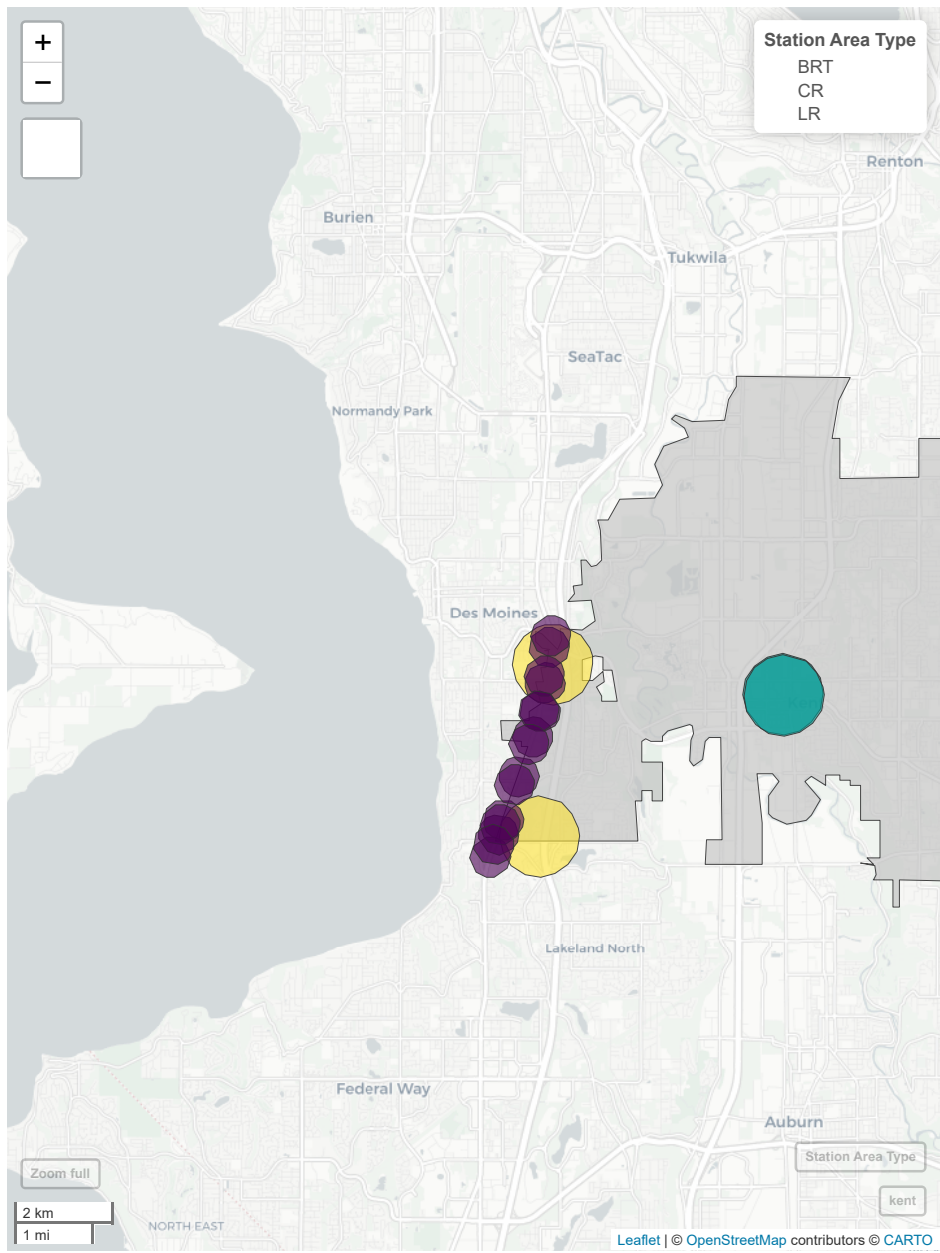 +
−
Station Area Type
BRT
CR
LR
Renton
Burien
Tukwila
SeaTac
Normandy Park
Des Moines
Kent
Lakeland North
Federal Way
Auburn
Station Area Type
Zoom full
kent
2 km
1 mi
NORTH EAST
Leaflet | © OpenStreetMap contributors © CARTO